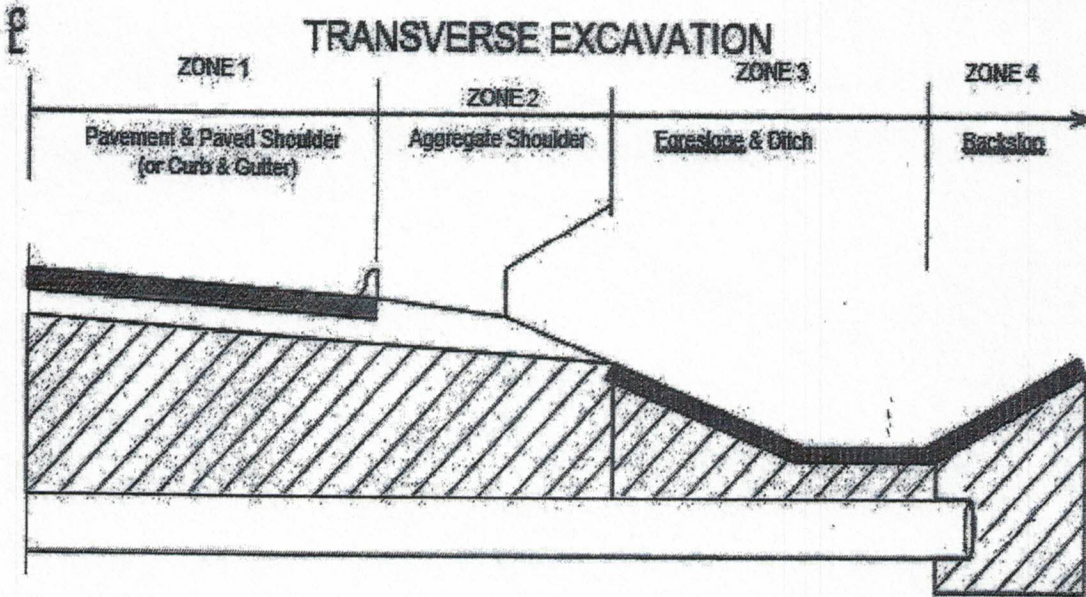 ℄
TRANSVERSE EXCAVATION
ZONE 1
ZONE 2
ZONE 3
ZONE 4
Pavement & Paved Shoulder
(or Curb & Gutter)
Aggregate Shoulder
Foreslope & Ditch
Backslop